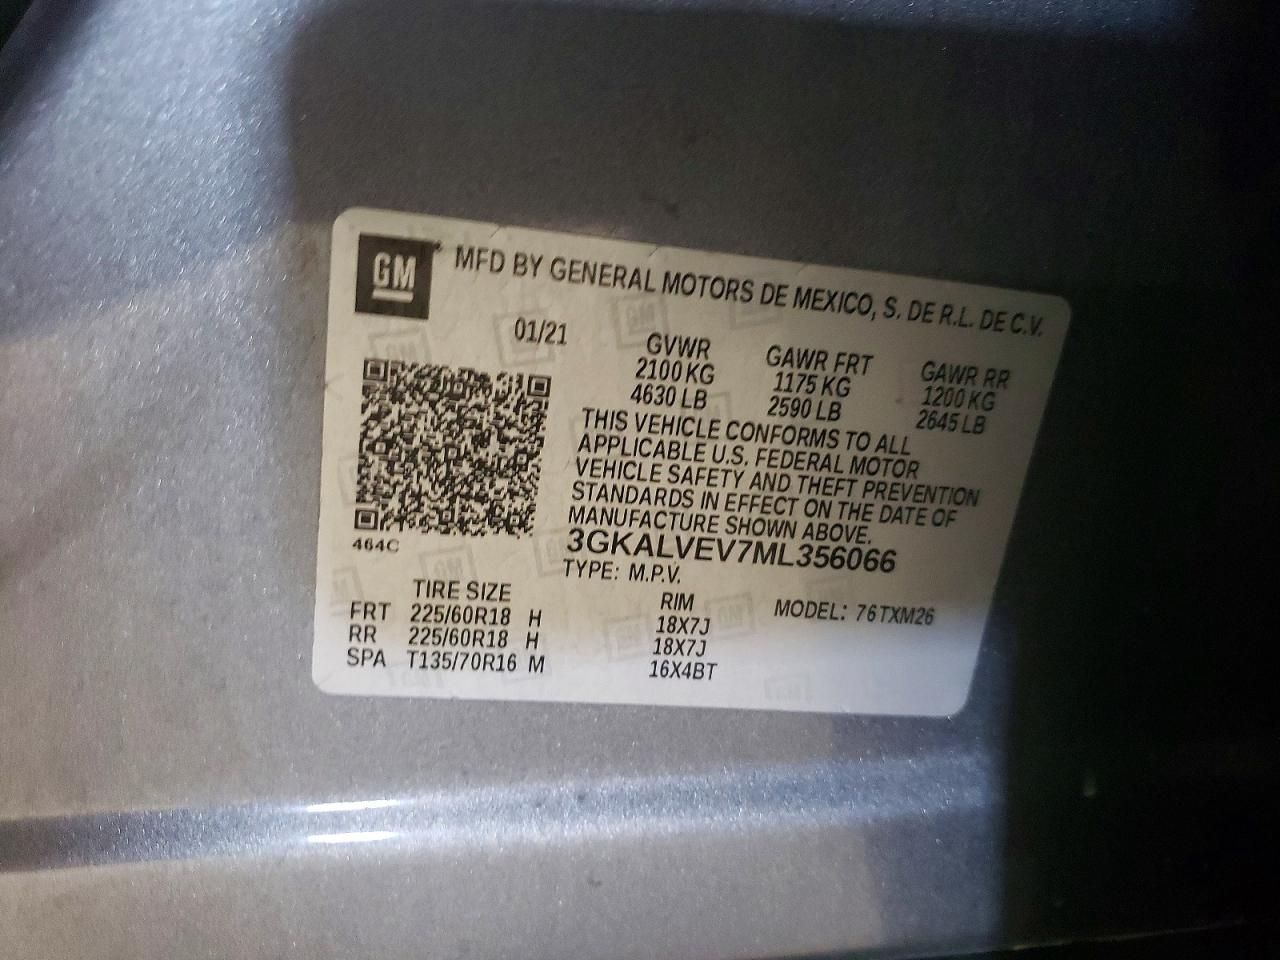 GM
MFD BY GENERAL MOTORS DE MEXICO, S. DE R.L. DE C.V.
01/21
GVWR GAWR FRT GAWR RR
2100 KG 1175 KG 1200 KG
4630 LB 2590 LB 2645 LB
THIS VEHICLE CONFORMS TO ALL
APPLICABLE U.S. FEDERAL MOTOR
VEHICLE SAFETY AND THEFT PREVENTION
STANDARDS IN EFFECT ON THE DATE OF
MANUFACTURE SHOWN ABOVE.
464C
3GKALVEV7ML356066
TYPE: M.P.V.
TIRE SIZE RIM MODEL: 76TXM26
FRT 225/60R18 H 18X7J
RR 225/60R18 H 18X7J
SPA T135/70R16 M 16X4BT